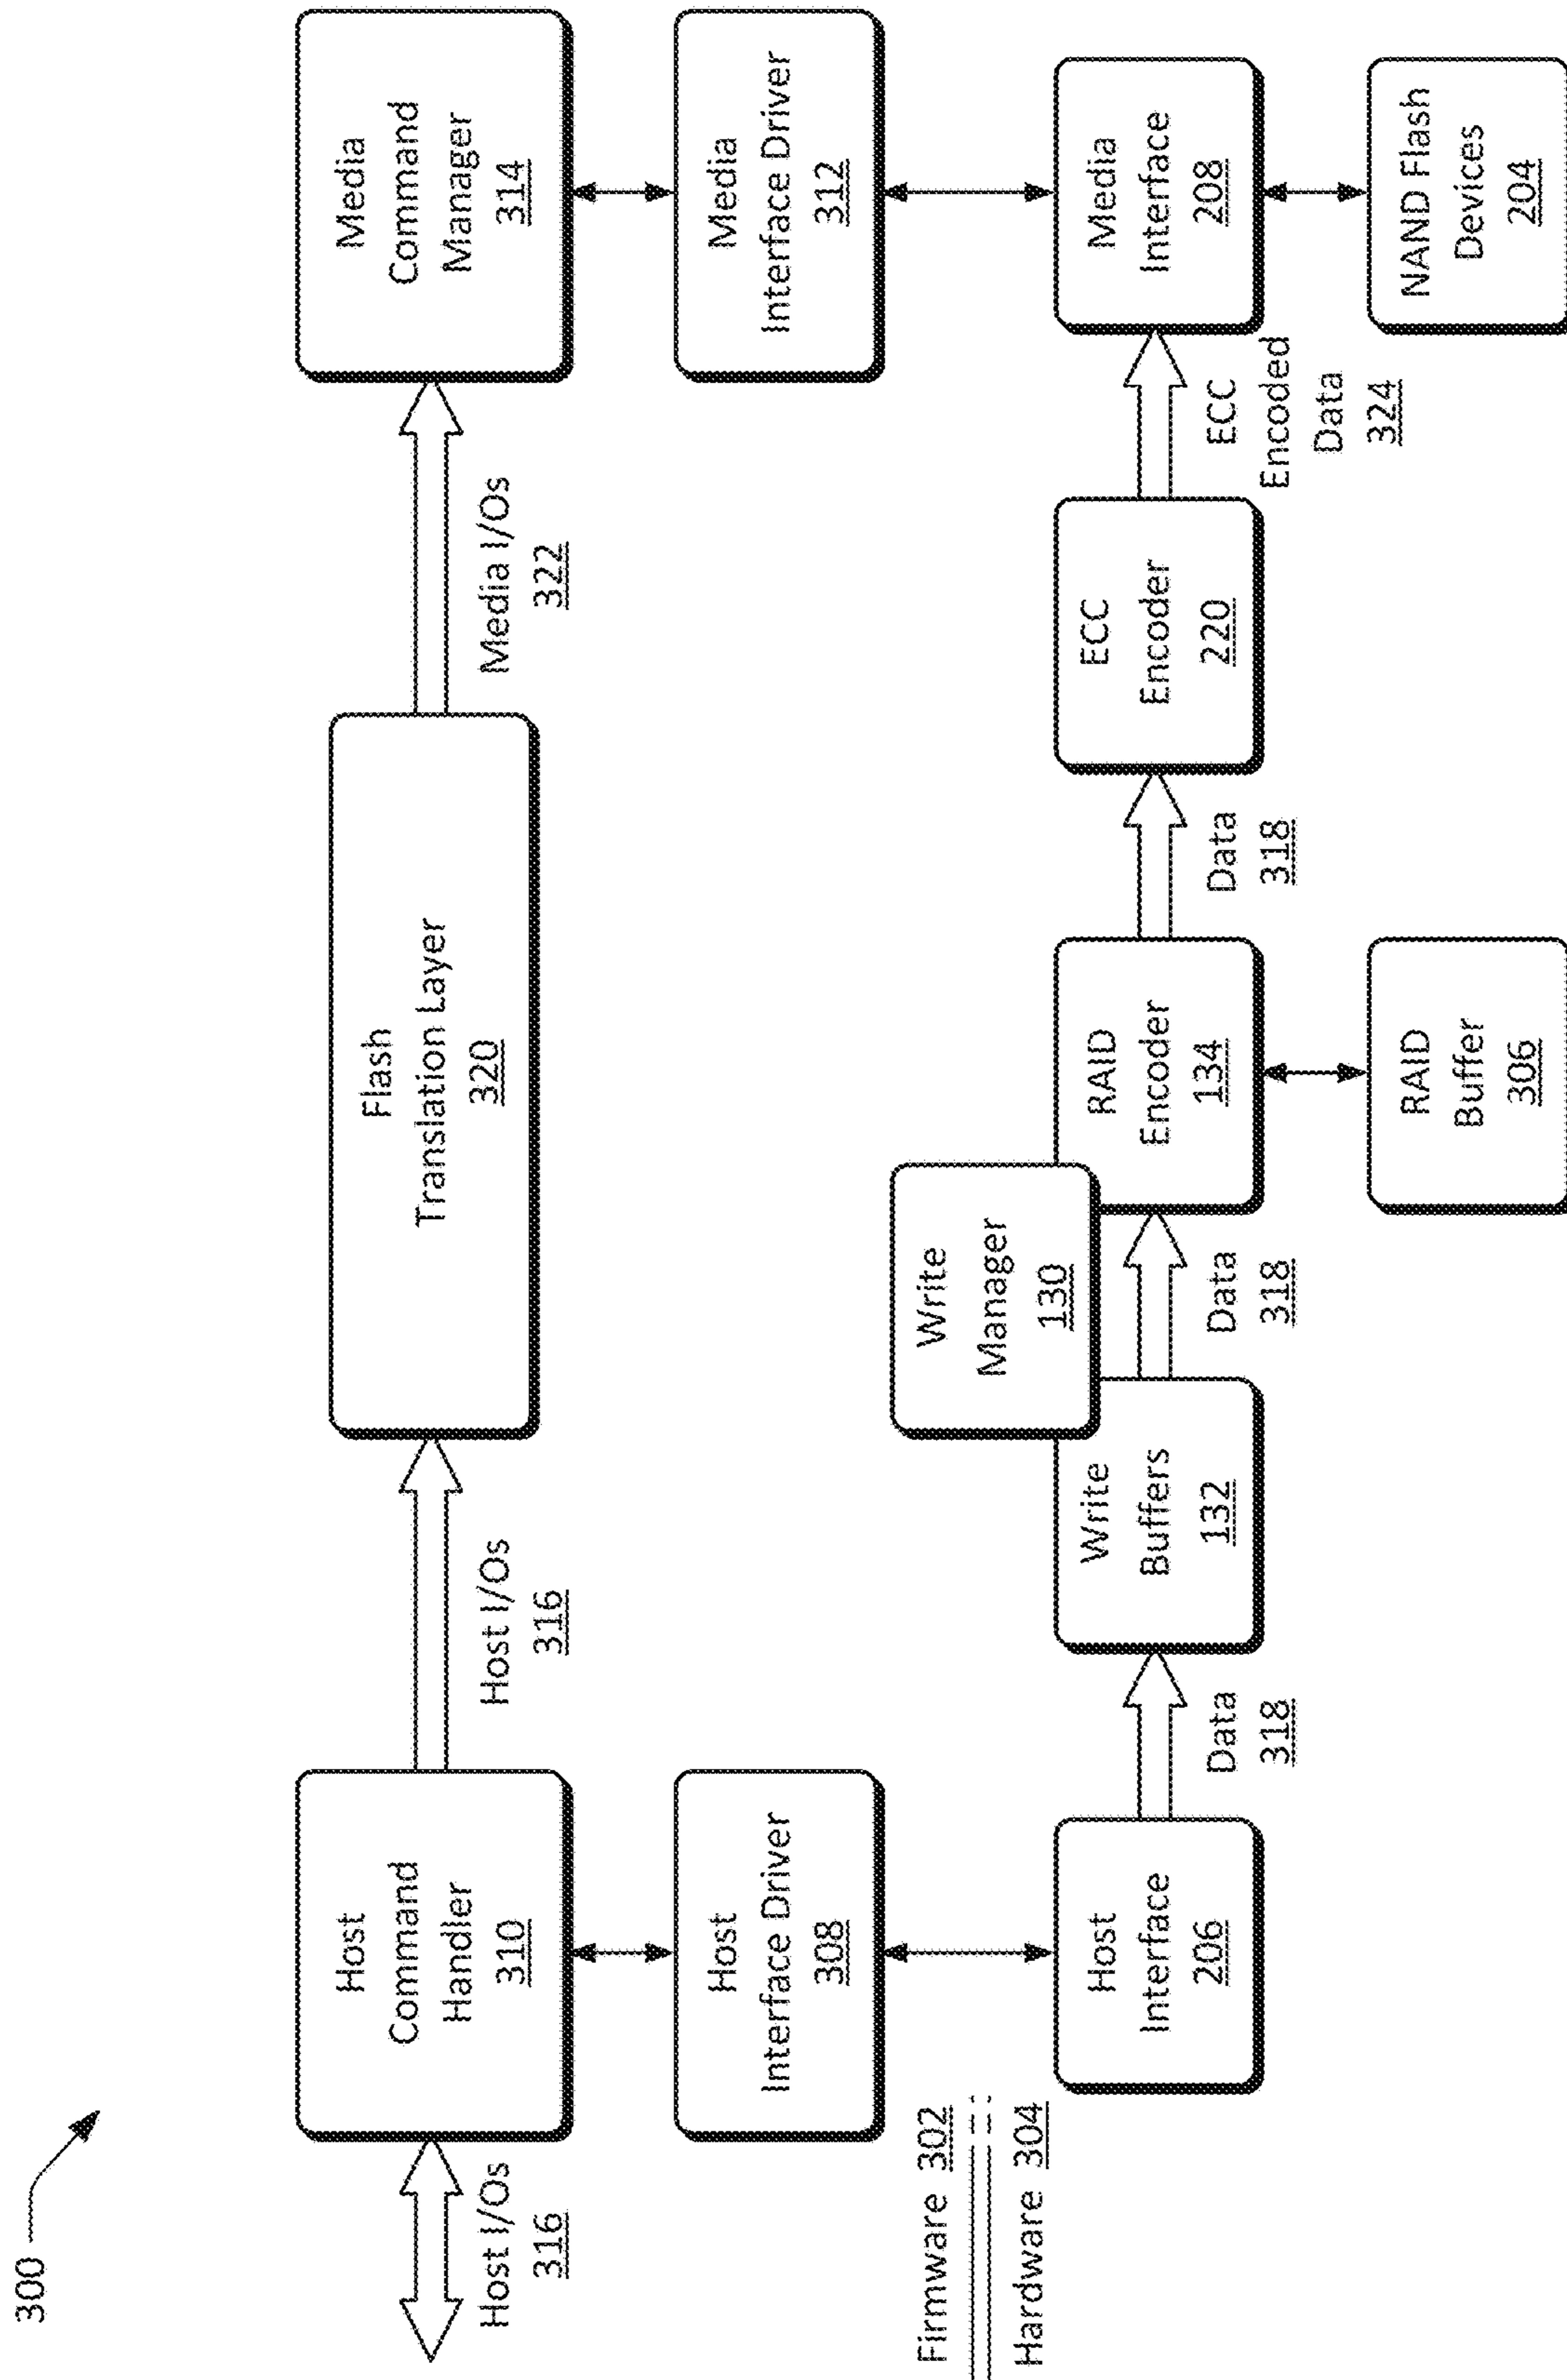 300
Host I/Os
316
Host
Command
Handler
310
Host I/Os
316
Flash
Translation Layer
320
Media I/Os
322
Media
Command
Manager
314
Host
Interface Driver
308
Media
Interface Driver
312
Firmware 302
Hardware 304
Write
Manager
130
Host
Interface
206
Data
318
Write
Buffers
132
Data
318
RAID
Encoder
134
Data
318
ECC
Encoder
220
ECC
Encoded
Data
324
Media
Interface
208
RAID
Buffer
306
NAND Flash
Devices
204